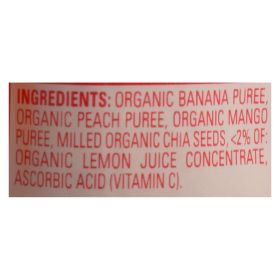 INGREDIENTS: ORGANIC BANANA PUREE,
ORGANIC PEACH PUREE, ORGANIC MANGO
PUREE, MILLED ORGANIC CHIA SEEDS, <2% OF:
ORGANIC LEMON JUICE CONCENTRATE,
ASCORBIC ACID (VITAMIN C).